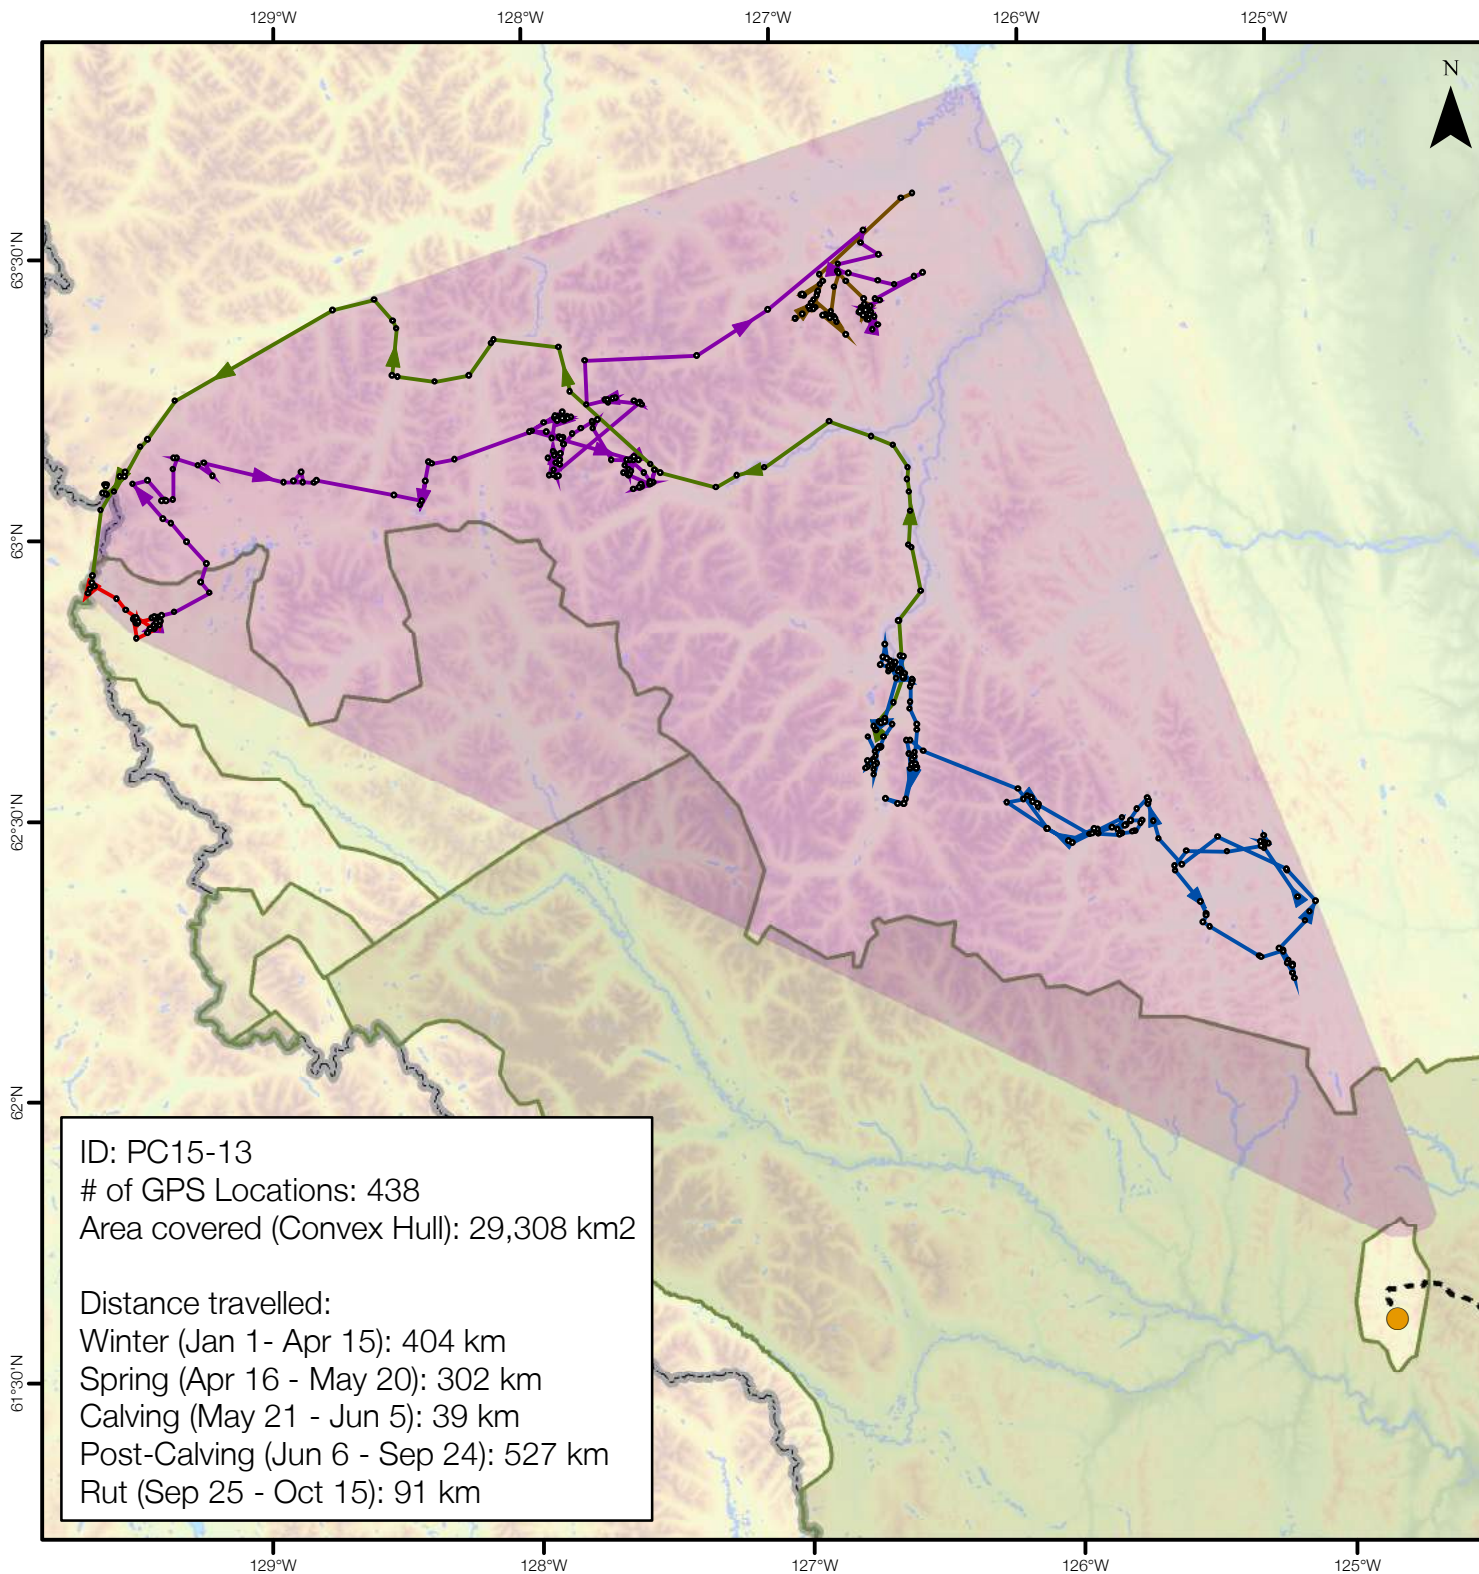 129°W 128°W 127°W 126°W 125°W
N
63°30'N
63°N
62°30'N
62°N
61°30'N
ID: PC15-13
# of GPS Locations: 438
Area covered (Convex Hull): 29,308 km2
Distance travelled:
Winter (Jan 1- Apr 15): 404 km
Spring (Apr 16 - May 20): 302 km
Calving (May 21 - Jun 5): 39 km
Post-Calving (Jun 6 - Sep 24): 527 km
Rut (Sep 25 - Oct 15): 91 km
129°W 128°W 127°W 126°W 125°W